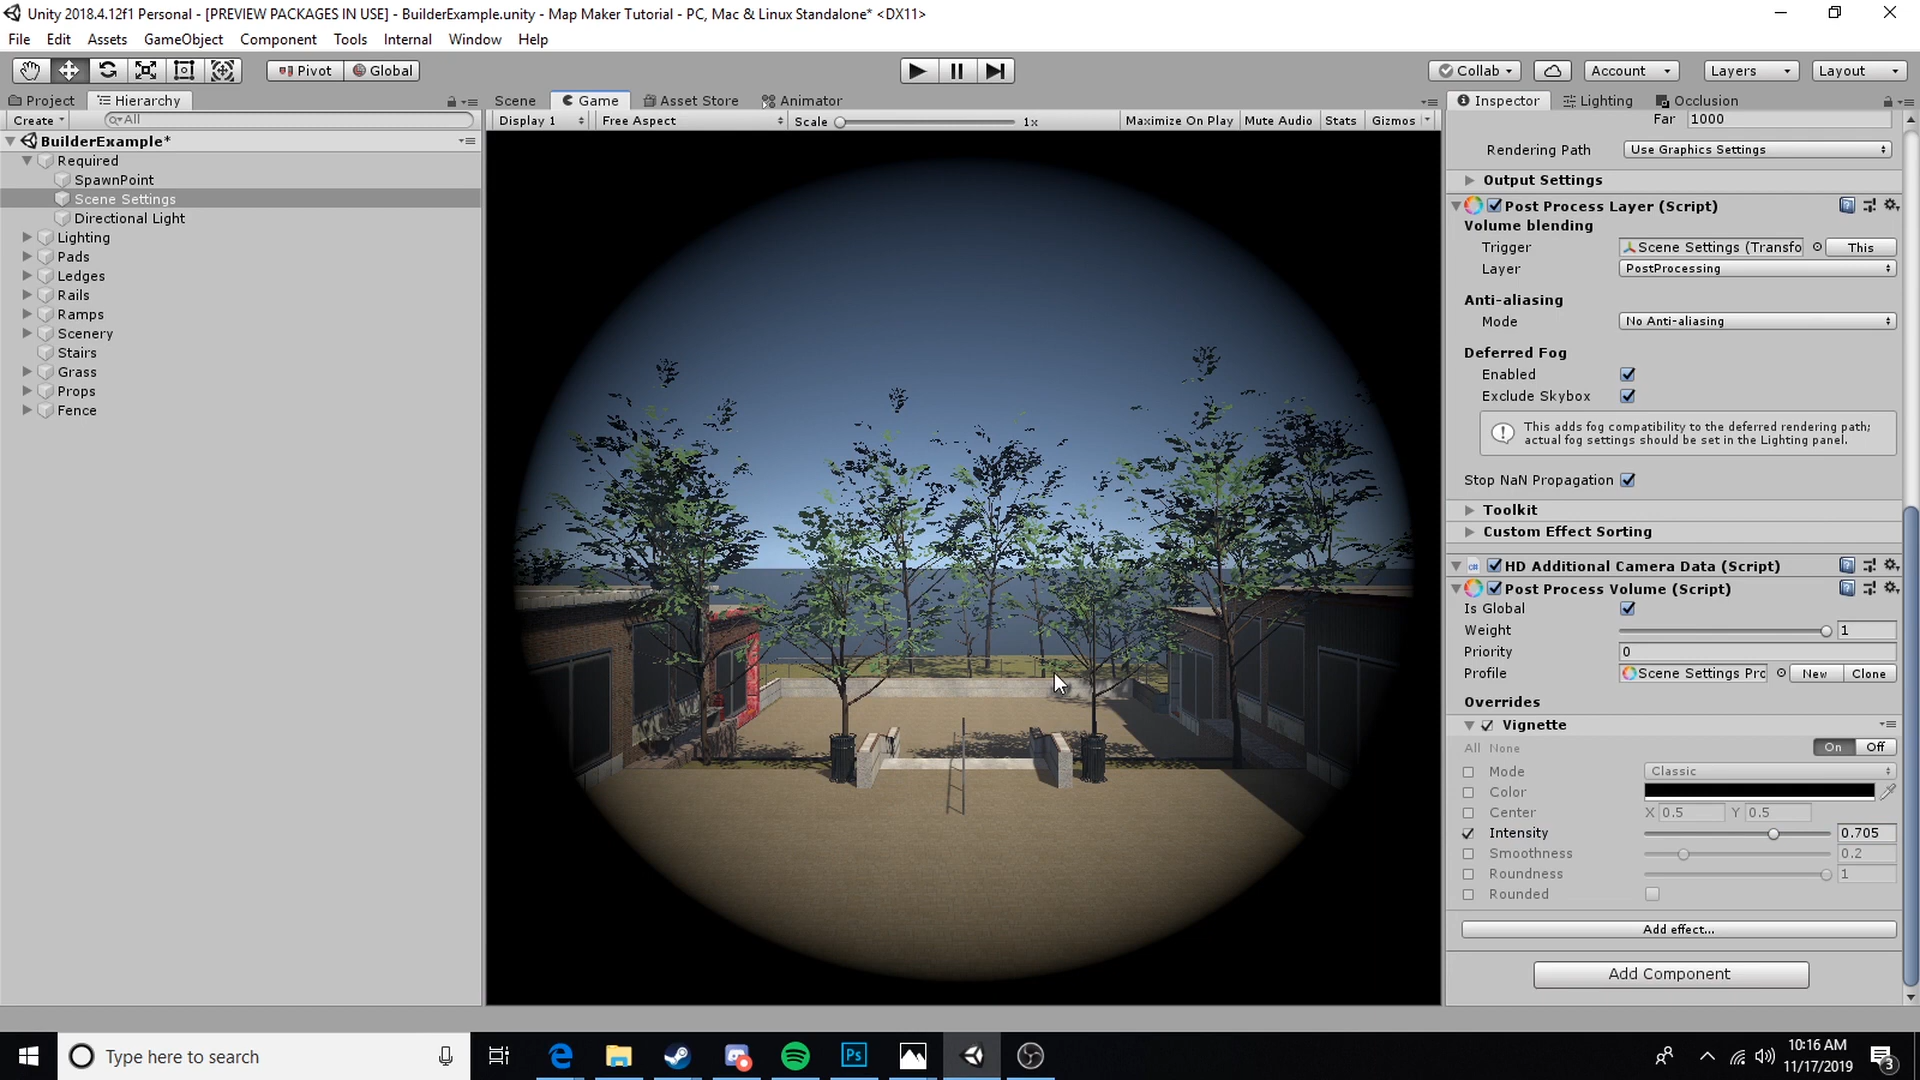 Unity 2018.4.12f1 Personal - [PREVIEW PACKAGES IN USE] - BuilderExample.unity - Map Maker Tutorial - PC, Mac & Linux Standalone* <DX11>
File Edit Assets GameObject Component Tools Internal Window Help
Pivot Global Collab Account Layers Layout
Project Hierarchy Scene Game Asset Store Animator Inspector Lighting Occlusion
Create All Display 1 Free Aspect Scale 1x Maximize On Play Mute Audio Stats Gizmos Far 1000
BuilderExample*
Required
SpawnPoint
Scene Settings
Directional Light
Lighting
Pads
Ledges
Rails
Ramps
Scenery
Stairs
Grass
Props
Fence
Rendering Path Use Graphics Settings
Output Settings
Post Process Layer (Script)
Volume blending
Trigger Scene Settings (Transfo This
Layer PostProcessing
Anti-aliasing
Mode No Anti-aliasing
Deferred Fog
Enabled
Exclude Skybox
This adds fog compatibility to the deferred rendering path;
actual fog settings should be set in the Lighting panel.
Stop NaN Propagation
Toolkit
Custom Effect Sorting
HD Additional Camera Data (Script)
Post Process Volume (Script)
Is Global
Weight 1
Priority 0
Profile Scene Settings Prc New Clone
Overrides
Vignette
All None On Off
Mode Classic
Color
Center X 0.5 Y 0.5
Intensity 0.705
Smoothness 0.2
Roundness 1
Rounded
Add effect...
Add Component
Type here to search
Ps
10:16 AM
11/17/2019
3